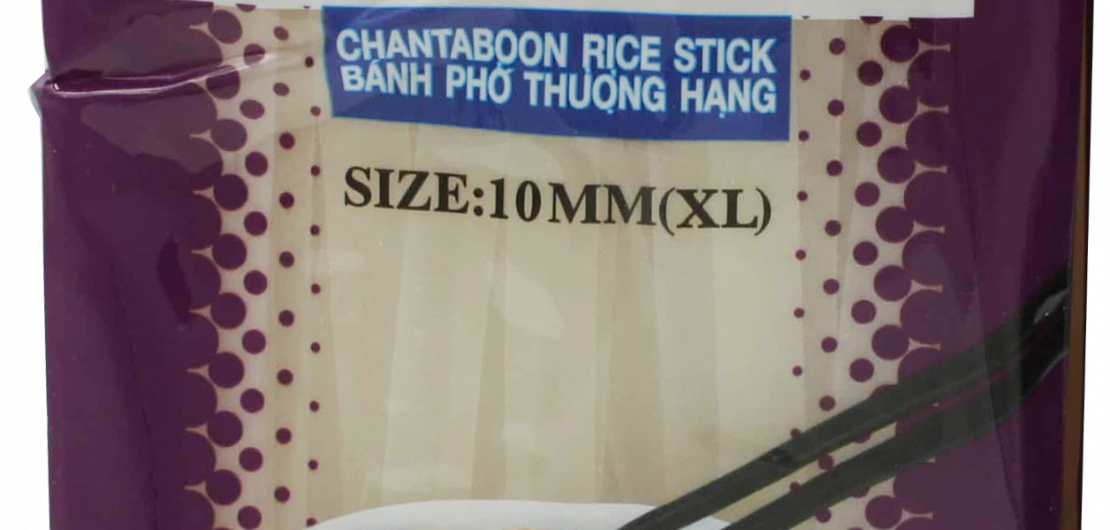 CHANTABOON RICE STICK
BÁNH PHỞ THƯỢNG HẠNG
SIZE:10MM(XL)